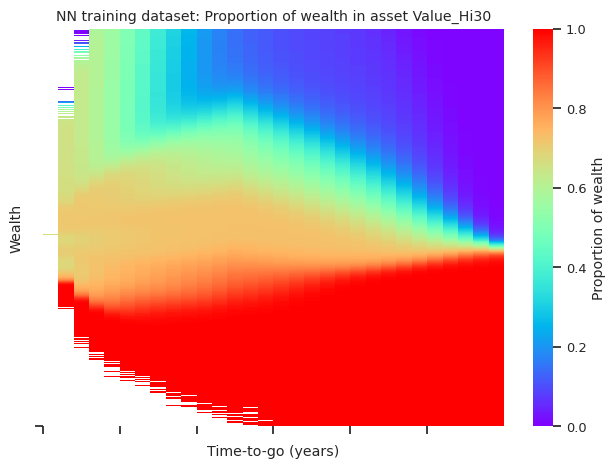 NN training dataset: Proportion of wealth in asset Value_Hi30
Wealth
Time-to-go (years)
1.0
0.8
0.6
0.4
0.2
0.0
Proportion of wealth